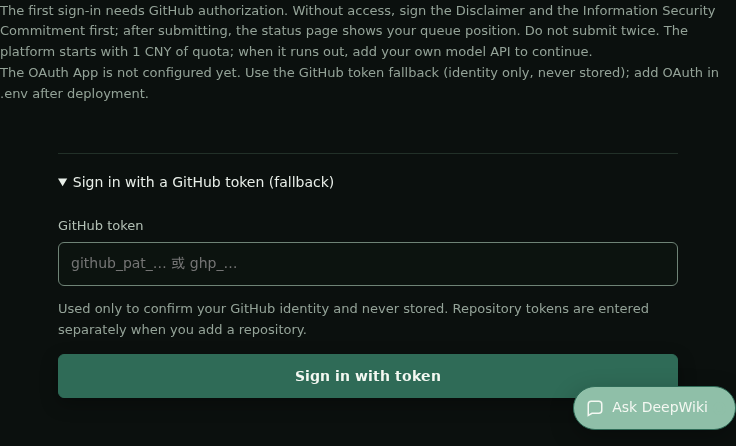 The first sign-in needs GitHub authorization. Without access, sign the Disclaimer and the Information Security
Commitment first; after submitting, the status page shows your queue position. Do not submit twice. The
platform starts with 1 CNY of quota; when it runs out, add your own model API to continue.
The OAuth App is not configured yet. Use the GitHub token fallback (identity only, never stored); add OAuth in
.env after deployment.
▼ Sign in with a GitHub token (fallback)
GitHub token
github_pat_... 或 ghp_...
Used only to confirm your GitHub identity and never stored. Repository tokens are entered
separately when you add a repository.
Sign in with token
Ask DeepWiki